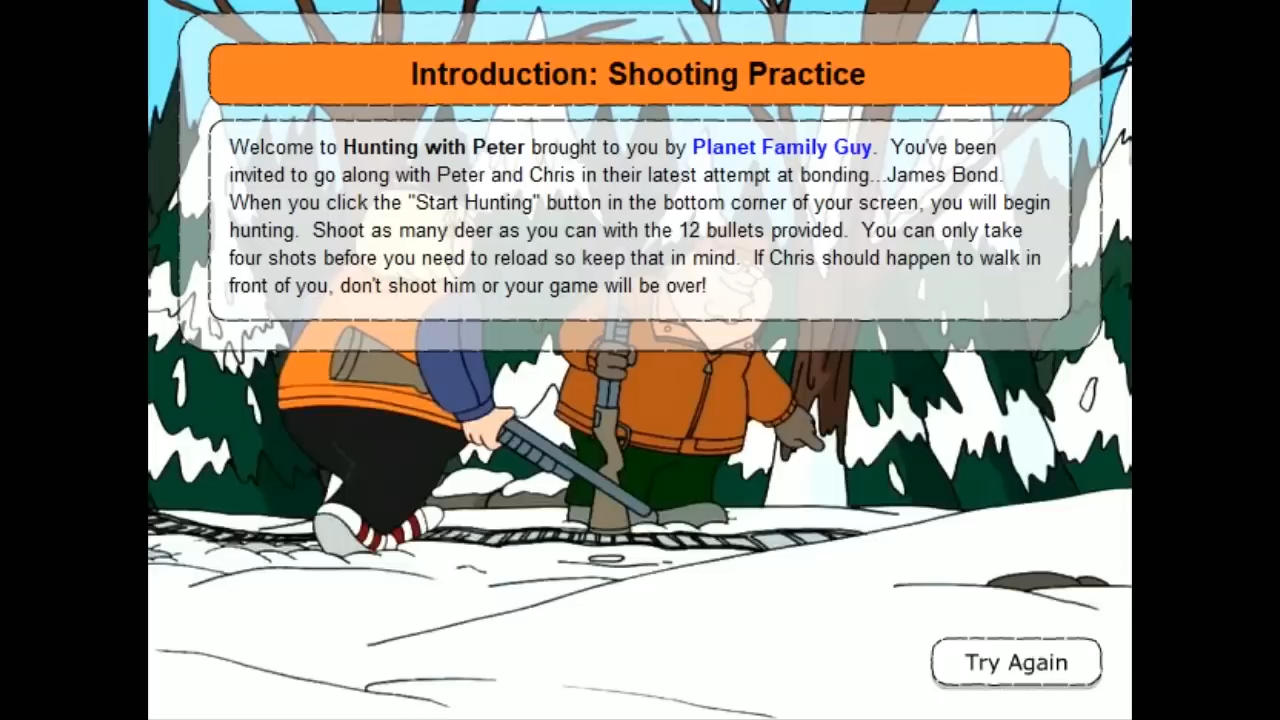 Introduction: Shooting Practice
Welcome to Hunting with Peter brought to you by Planet Family Guy.  You've been
invited to go along with Peter and Chris in their latest attempt at bonding...James Bond.
When you click the "Start Hunting" button in the bottom corner of your screen, you will begin
hunting.  Shoot as many deer as you can with the 12 bullets provided.  You can only take
four shots before you need to reload so keep that in mind.  If Chris should happen to walk in
front of you, don't shoot him or your game will be over!
Try Again